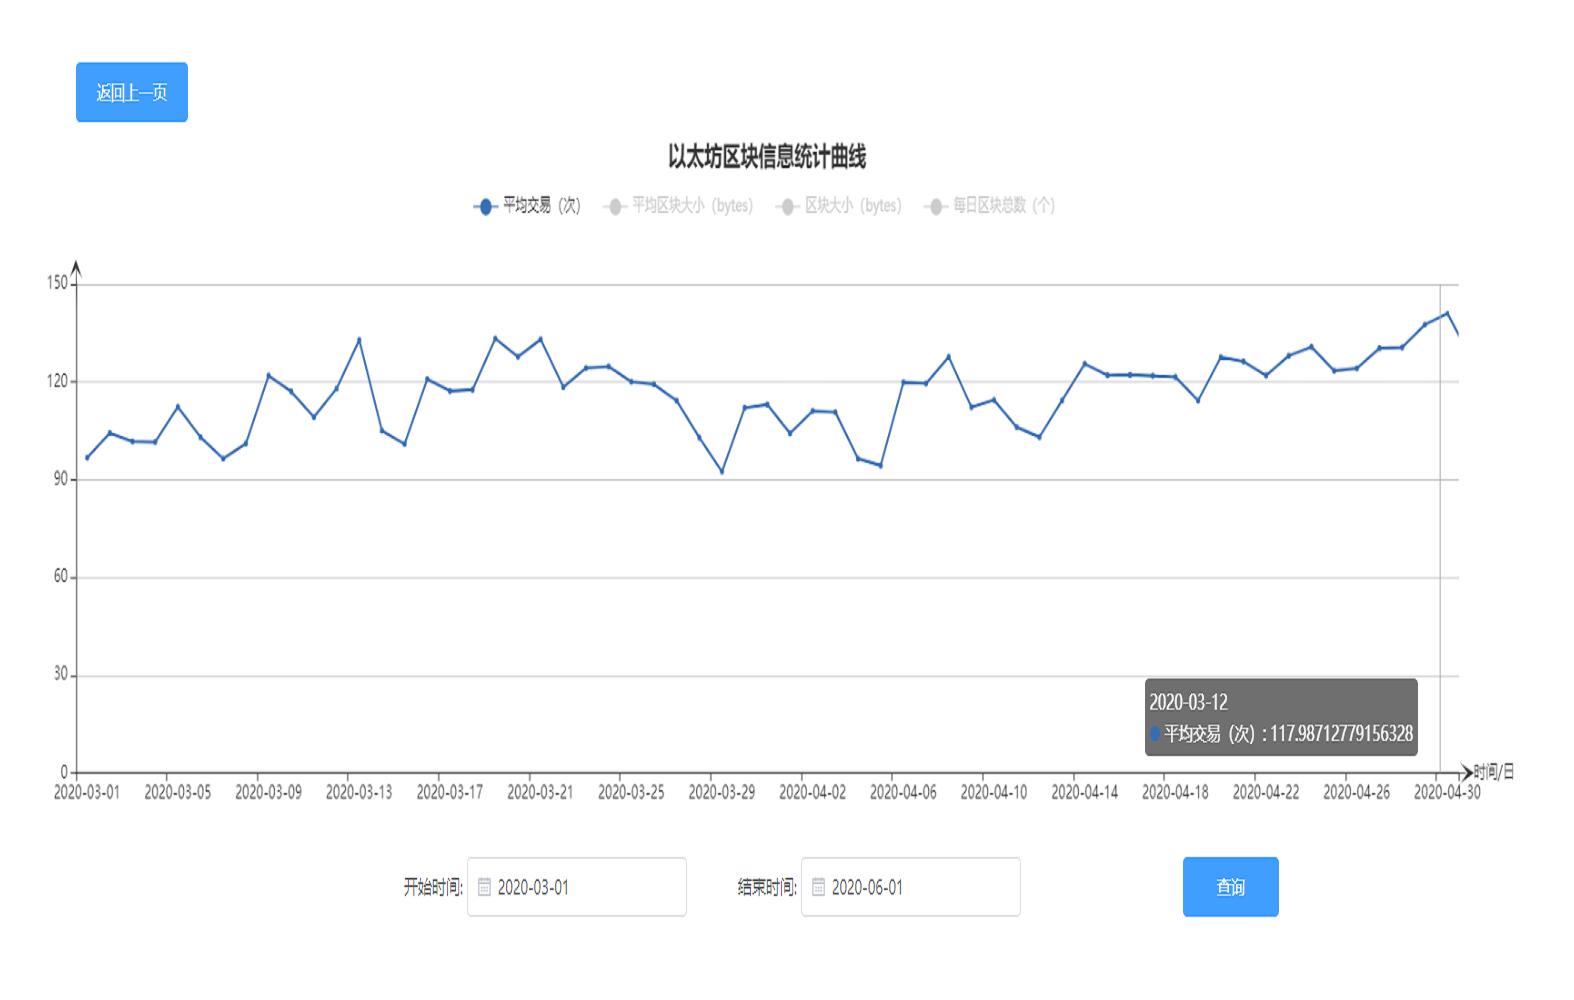 返回上一页
以太坊区块信息统计曲线
平均交易（次） 平均区块大小（bytes） 区块大小（bytes） 每日区块总数（个）
150
120
90
60
30
0
2020-03-12
平均交易（次）: 117.98712779156328
时间/日
2020-03-01 2020-03-05 2020-03-09 2020-03-13 2020-03-17 2020-03-21 2020-03-25 2020-03-29 2020-04-02 2020-04-06 2020-04-10 2020-04-14 2020-04-18 2020-04-22 2020-04-26 2020-04-30
开始时间: 2020-03-01 结束时间: 2020-06-01 查询